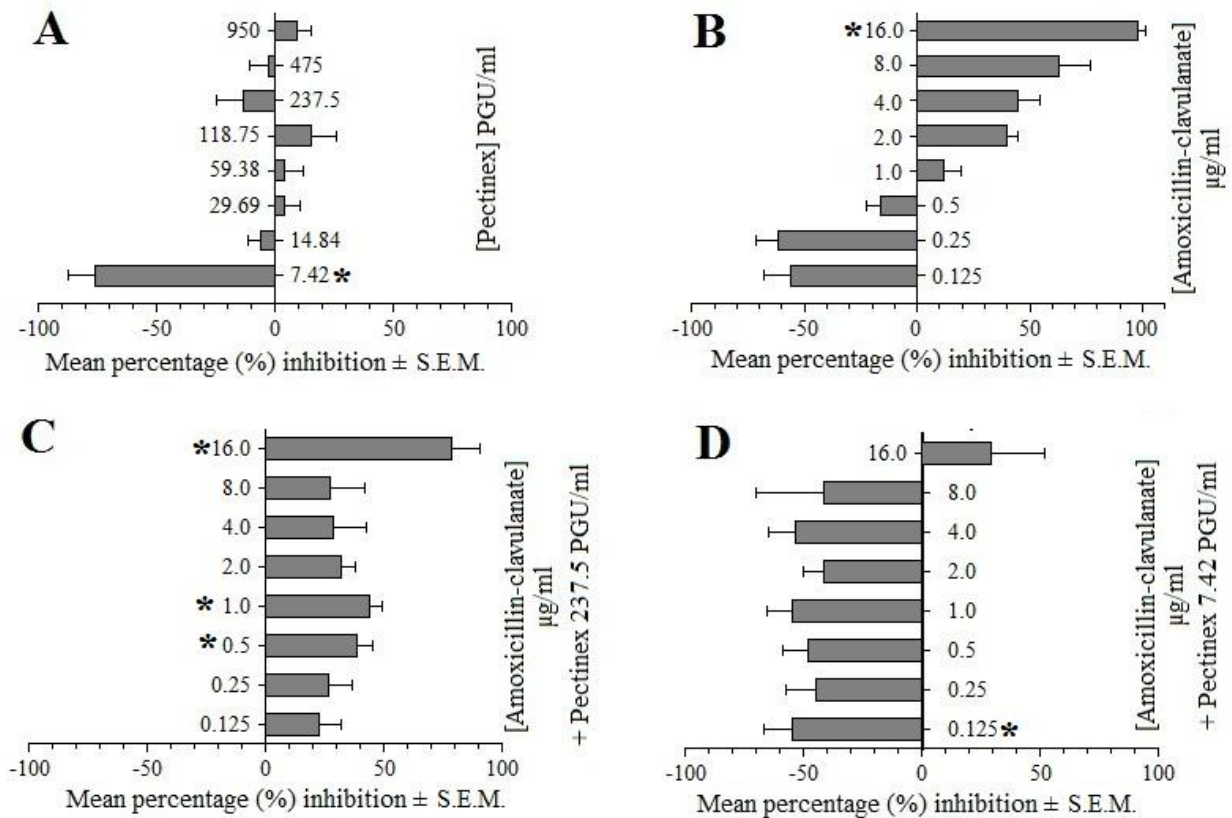 A
950
475
237.5
118.75
59.38
29.69
14.84
7.42 *
[Pectinex] PGU/ml
-100 -50 0 50 100
Mean percentage (%) inhibition ± S.E.M.
B
* 16.0
8.0
4.0
2.0
1.0
0.5
0.25
0.125
[Amoxicillin-clavulanate]
µg/ml
-100 -50 0 50 100
Mean percentage (%) inhibition ± S.E.M.
C
* 16.0
8.0
4.0
2.0
* 1.0
* 0.5
0.25
0.125
[Amoxicillin-clavulanate]
µg/ml
+ Pectinex 237.5 PGU/ml
-100 -50 0 50 100
Mean percentage (%) inhibition ± S.E.M.
D
16.0
8.0
4.0
2.0
1.0
0.5
0.25
0.125 *
[Amoxicillin-clavulanate]
µg/ml
+ Pectinex 7.42 PGU/ml
-100 -50 0 50 100
Mean percentage (%) inhibition ± S.E.M.